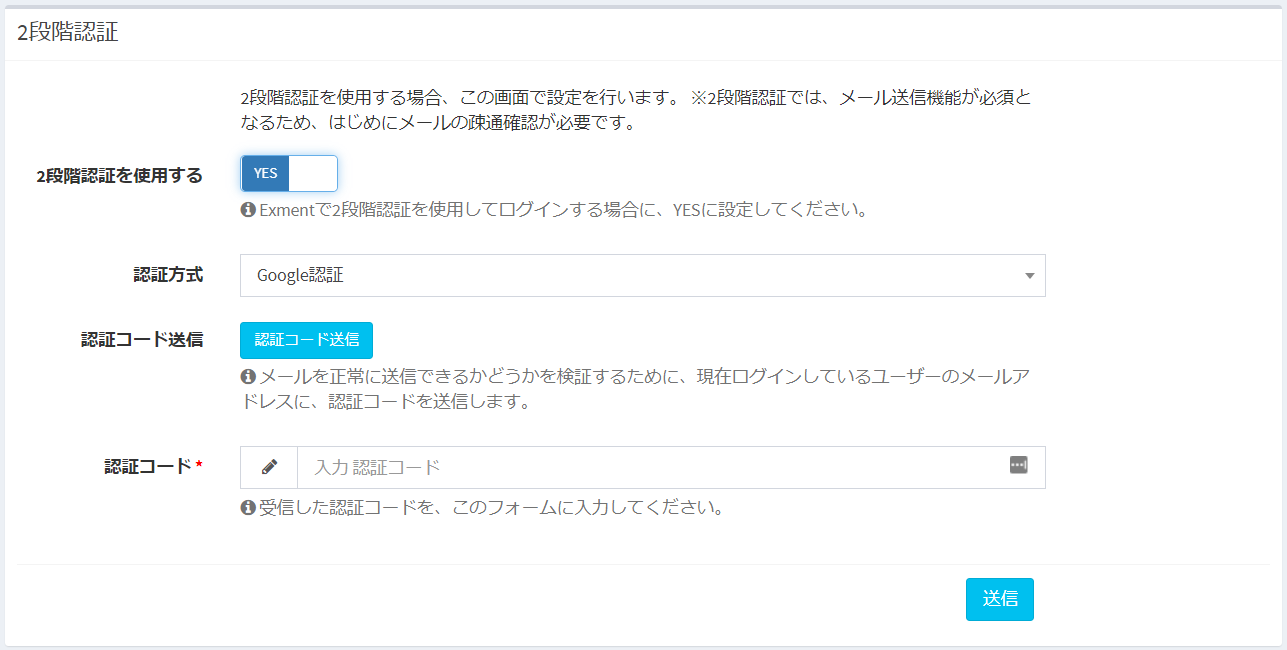 2段階認証
2段階認証を使用する場合、この画面で設定を行います。 ※2段階認証では、メール送信機能が必須と
なるため、はじめにメールの疎通確認が必要です。
2段階認証を使用する
YES
Exmentで2段階認証を使用してログインする場合に、YESに設定してください。
認証方式
Google認証
認証コード送信
認証コード送信
メールを正常に送信できるかどうかを検証するために、現在ログインしているユーザーのメールア
ドレスに、認証コードを送信します。
認証コード*
入力 認証コード
受信した認証コードを、このフォームに入力してください。
送信